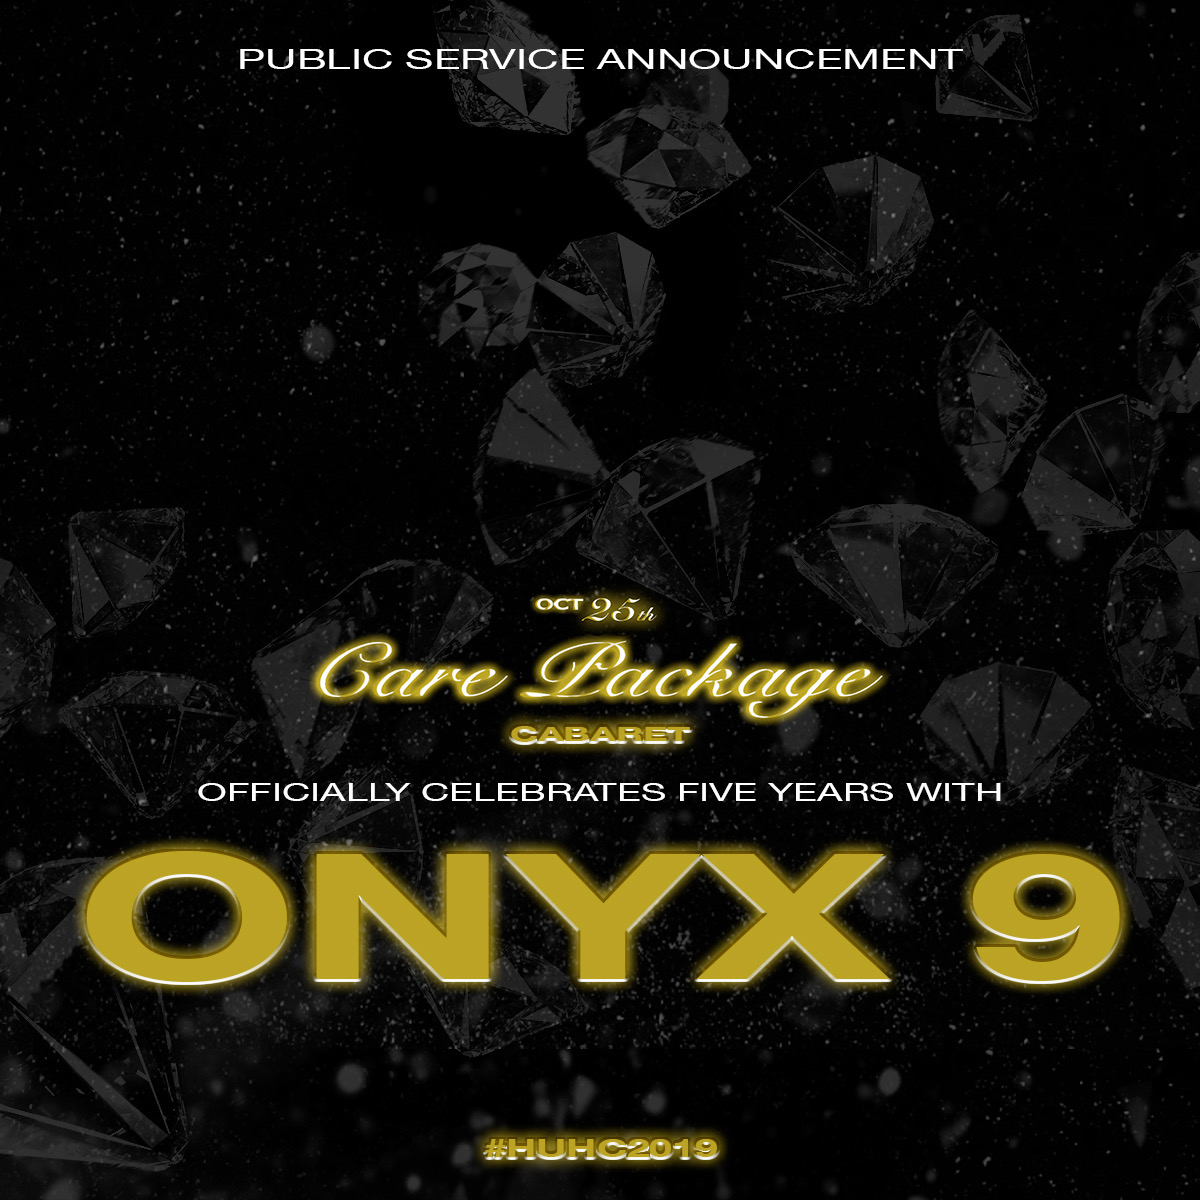 PUBLIC SERVICE ANNOUNCEMENT
OCT 25th
Care Package
CABARET
OFFICIALLY CELEBRATES FIVE YEARS WITH
ONYX 9
#HUHC2019